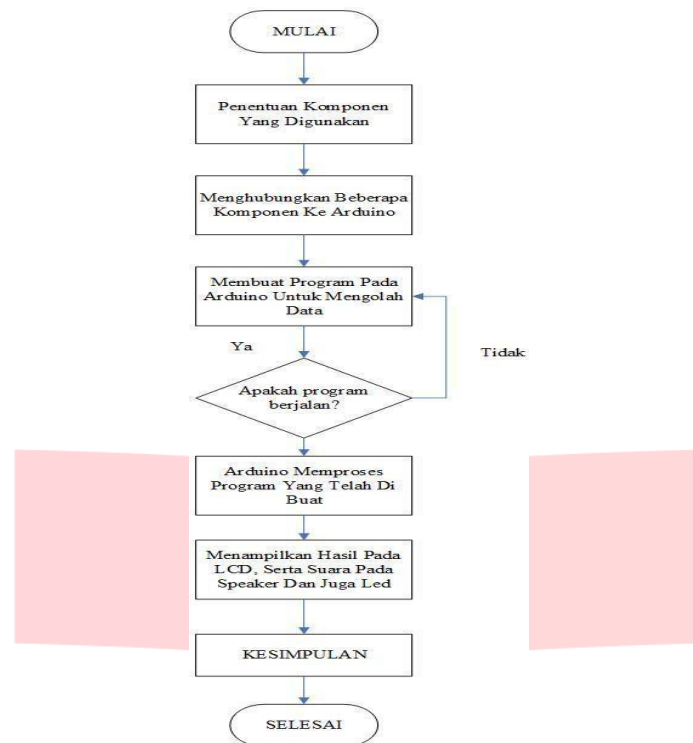 MULAI
Penentuan Komponen
Yang Digunakan
Menghubungkan Beberapa
Komponen Ke Arduino
Membuat Program Pada
Arduino Untuk Mengolah
Data
Ya
Tidak
Apakah program
berjalan?
Arduino Memproses
Program Yang Telah Di
Buat
Menampilkan Hasil Pada
LCD, Serta Suara Pada
Speaker Dan Juga Led
KESIMPULAN
SELESAI